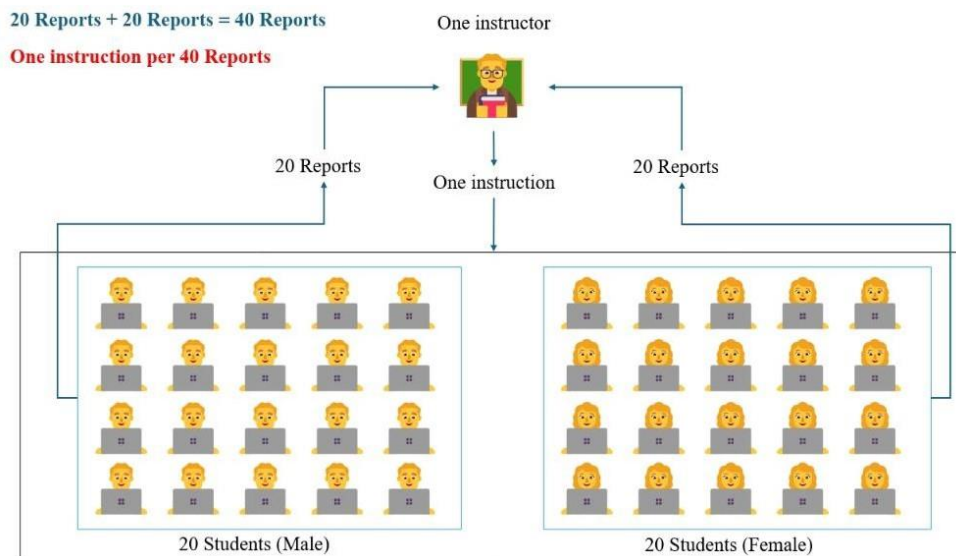 20 Reports + 20 Reports = 40 Reports
One instructor
One instruction per 40 Reports
20 Reports
20 Reports
One instruction
20 Students (Male)
20 Students (Female)